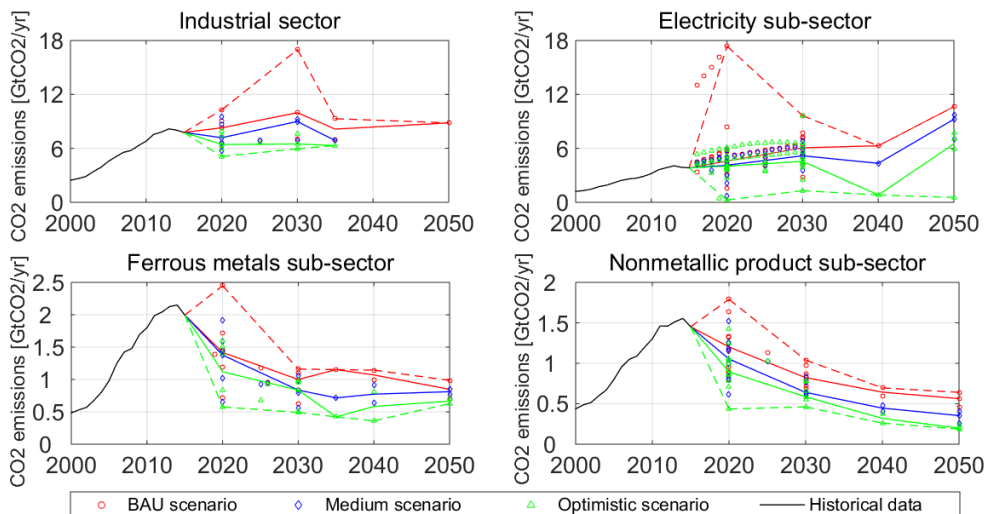 Industrial sector
CO2 emissions [GtCO2/yr]
18
12
6
0
2000 2010 2020 2030 2040 2050
Electricity sub-sector
CO2 emissions [GtCO2/yr]
18
12
6
0
2000 2010 2020 2030 2040 2050
Ferrous metals sub-sector
CO2 emissions [GtCO2/yr]
2.5
2
1.5
1
0.5
0
2000 2010 2020 2030 2040 2050
Nonmetallic product sub-sector
CO2 emissions [GtCO2/yr]
2
1.5
1
0.5
0
2000 2010 2020 2030 2040 2050
BAU scenario Medium scenario Optimistic scenario Historical data